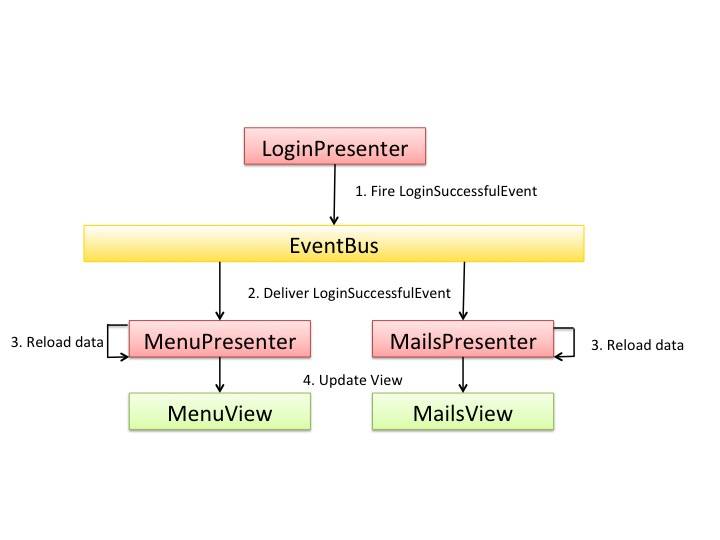 LoginPresenter
1. Fire LoginSuccessfulEvent
EventBus
2. Deliver LoginSuccessfulEvent
3. Reload data
MenuPresenter
MailsPresenter
3. Reload data
4. Update View
MenuView
MailsView